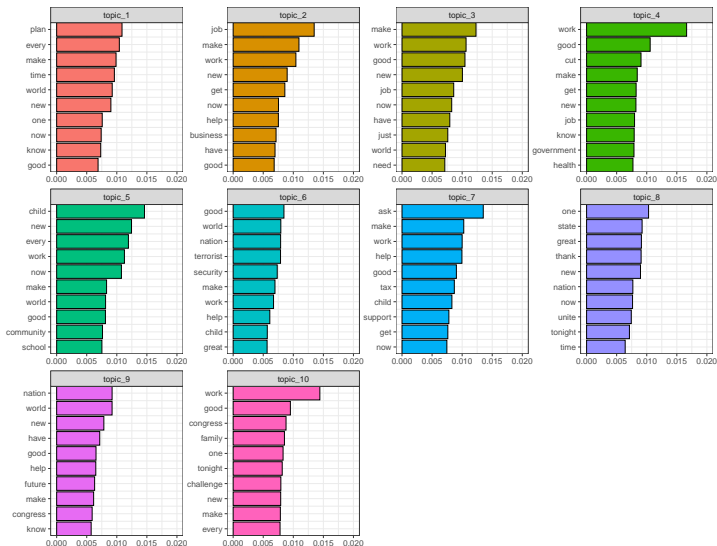 topic_1
plan
every
make
time
world
new
one
now
know
good
0.000 0.005 0.010 0.015 0.020
topic_2
job
make
work
new
get
now
help
business
have
good
0.000 0.005 0.010 0.015 0.020
topic_3
make
work
good
new
job
now
have
just
world
need
0.000 0.005 0.010 0.015 0.020
topic_4
work
good
cut
make
get
new
job
know
government
health
0.000 0.005 0.010 0.015 0.020
topic_5
child
new
every
work
now
make
world
good
community
school
0.000 0.005 0.010 0.015 0.020
topic_6
good
world
nation
terrorist
security
make
work
help
child
great
0.000 0.005 0.010 0.015 0.020
topic_7
ask
make
work
help
good
tax
child
support
get
now
0.000 0.005 0.010 0.015 0.020
topic_8
one
state
great
thank
new
nation
now
unite
tonight
time
0.000 0.005 0.010 0.015 0.020
topic_9
nation
world
new
have
good
help
future
make
congress
know
0.000 0.005 0.010 0.015 0.020
topic_10
work
good
congress
family
one
tonight
challenge
new
make
every
0.000 0.005 0.010 0.015 0.020